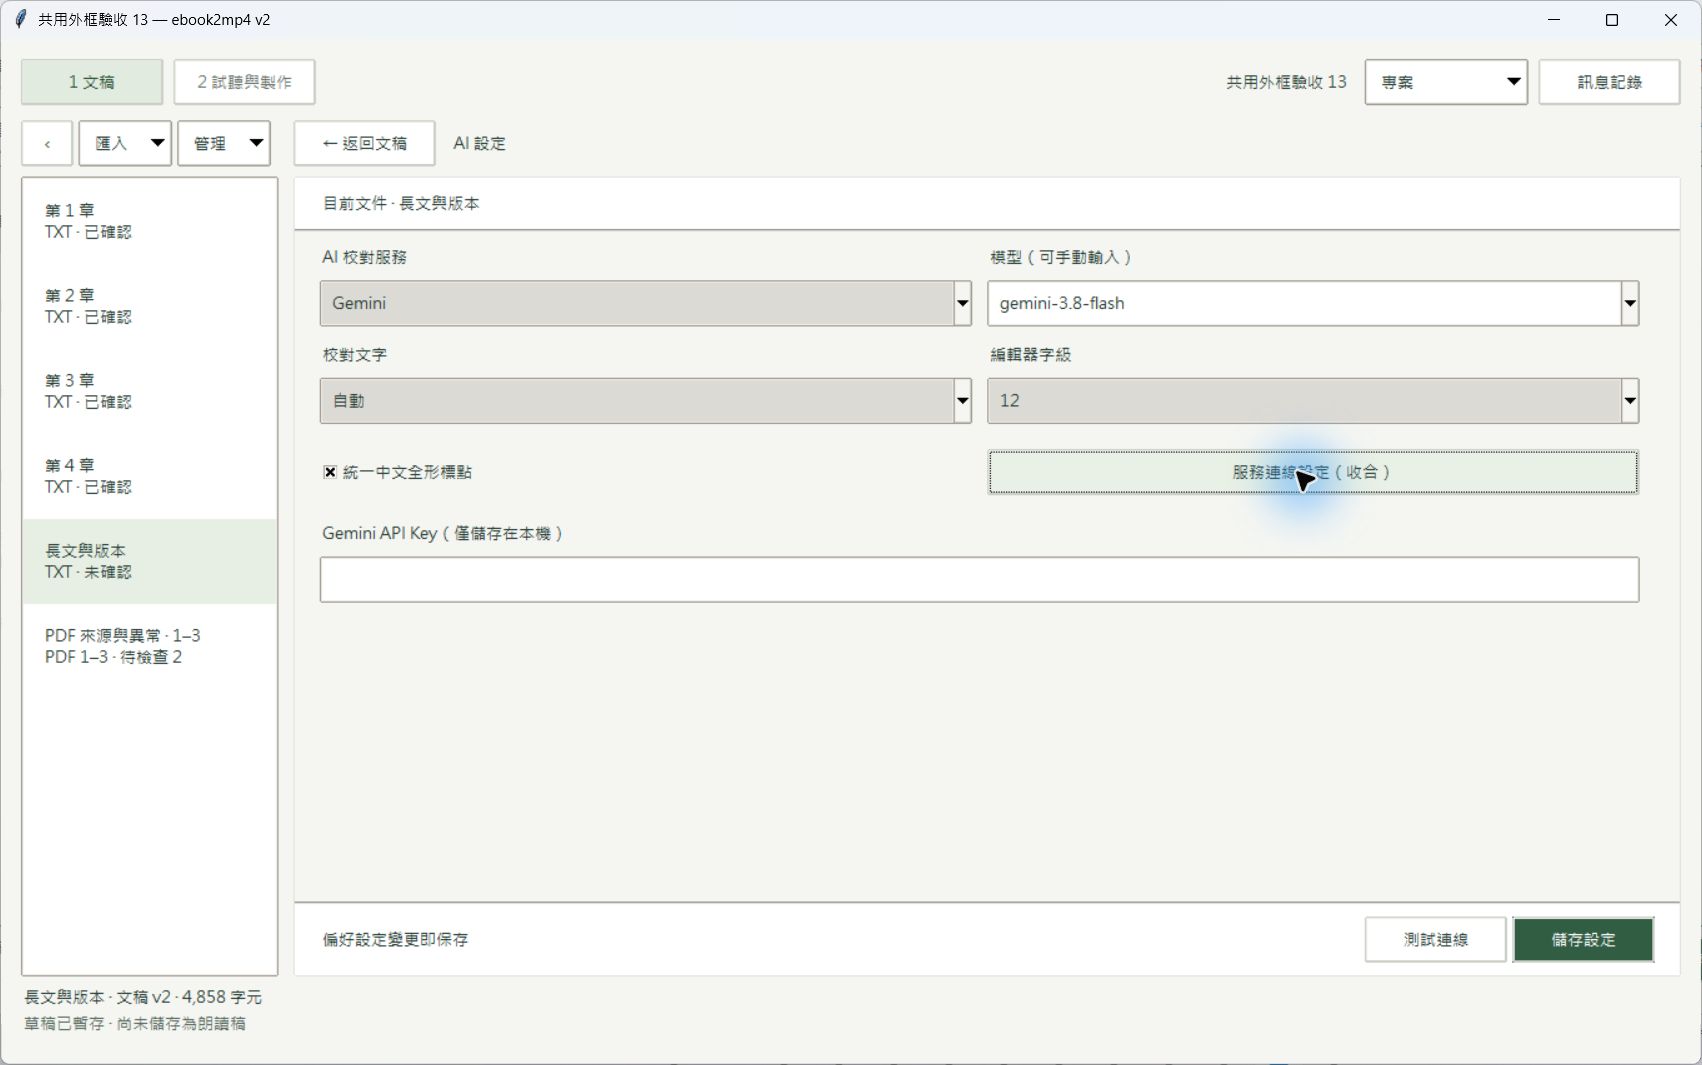 共用外框驗收 13 — ebook2mp4 v2
1 文稿
2 試聽與製作
共用外框驗收 13
專案
訊息記錄
‹
匯入
管理
← 返回文稿
AI 設定
第 1 章
TXT · 已確認
第 2 章
TXT · 已確認
第 3 章
TXT · 已確認
第 4 章
TXT · 已確認
長文與版本
TXT · 未確認
PDF 來源與異常 · 1–3
PDF 1–3 · 待檢查 2
目前文件 · 長文與版本
AI 校對服務
模型（可手動輸入）
Gemini
gemini-3.8-flash
校對文字
編輯器字級
自動
12
統一中文全形標點
服務連線設定（收合）
Gemini API Key（僅儲存在本機）
偏好設定變更即保存
測試連線
儲存設定
長文與版本 · 文稿 v2 · 4,858 字元
草稿已暫存 · 尚未儲存為朗讀稿